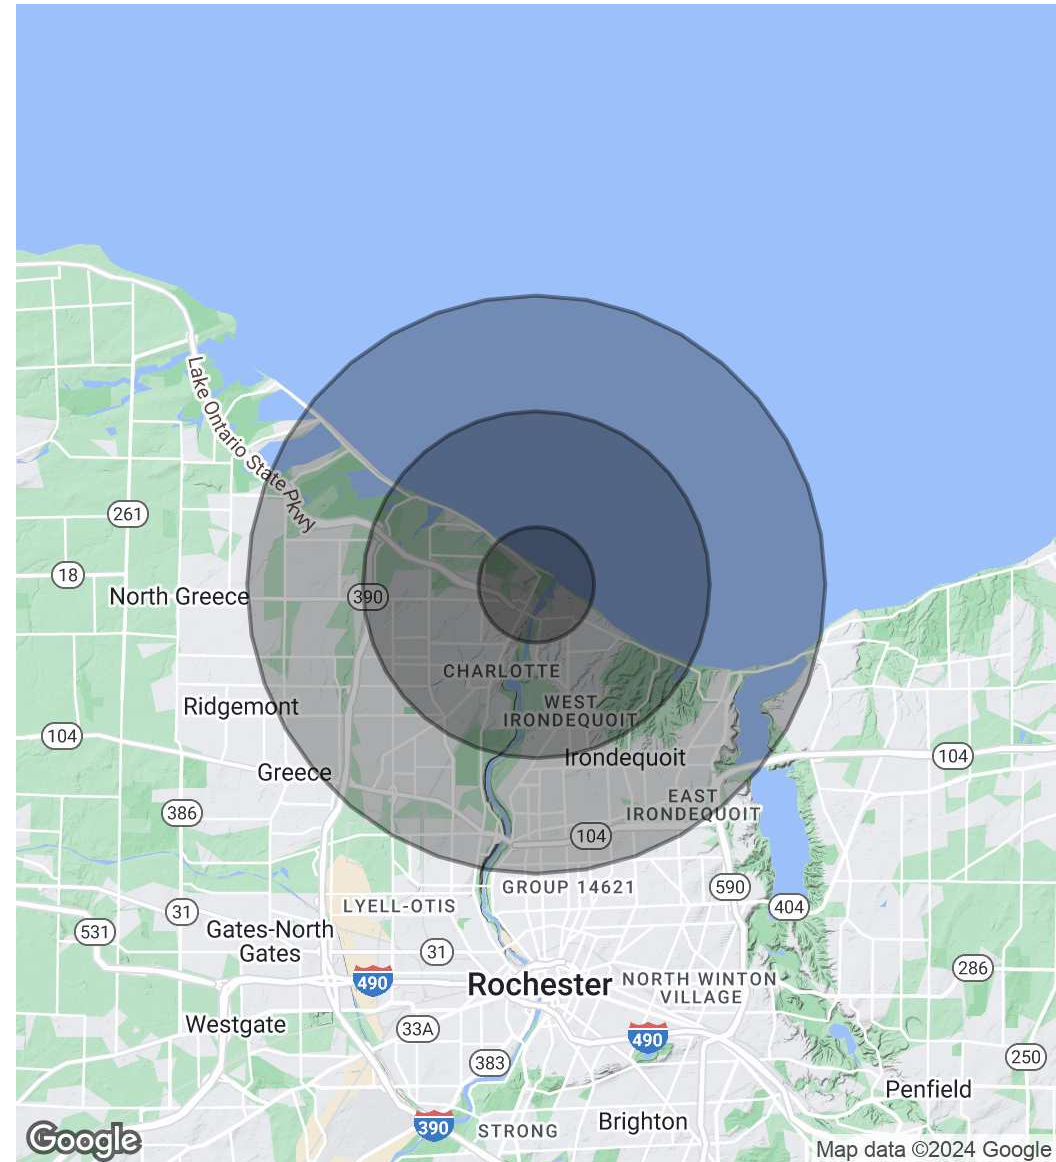 Lake Ontario State Pkwy
261
18
North Greece
390
CHARLOTTE
WEST
IRONDEQUOIT
Ridgemont
104
Irondequoit
104
Greece
EAST
IRONDEQUOIT
386
104
GROUP 14621
590
LYELL-OTIS
404
31
531
Gates-North
Gates
31
286
490
Rochester
NORTH WINTON
VILLAGE
Westgate
33A
490
383
250
Penfield
390
STRONG
Brighton
Google
Map data ©2024 Google